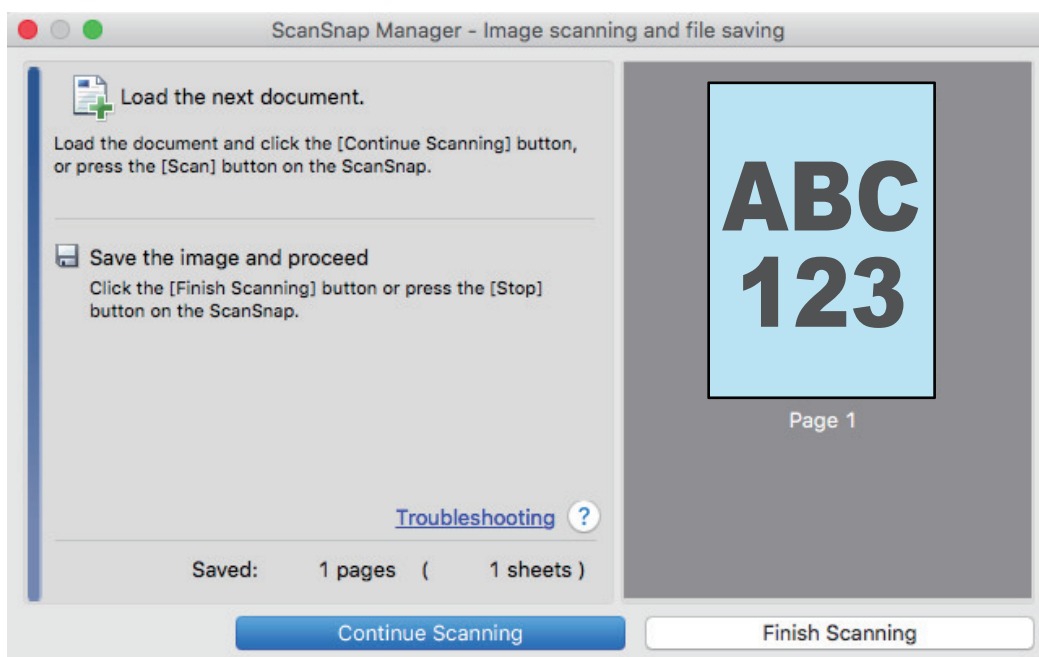 ScanSnap Manager - Image scanning and file saving
Load the next document.
Load the document and click the [Continue Scanning] button,
or press the [Scan] button on the ScanSnap.
Save the image and proceed
Click the [Finish Scanning] button or press the [Stop]
button on the ScanSnap.
Troubleshooting ?
Saved: 1 pages ( 1 sheets )
ABC
123
Page 1
Continue Scanning
Finish Scanning